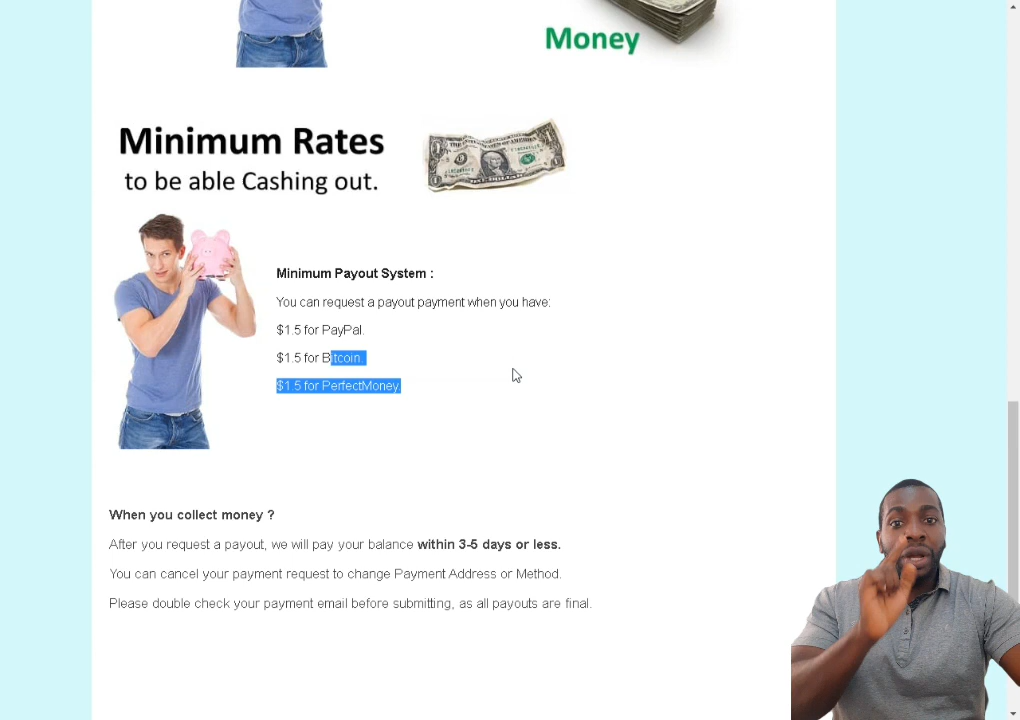 Money
Minimum Rates
to be able Cashing out.
Minimum Payout System :
You can request a payout payment when you have:
$1.5 for PayPal.
$1.5 for Bitcoin.
$1.5 for PerfectMoney.
When you collect money ?
After you request a payout, we will pay your balance within 3-5 days or less.
You can cancel your payment request to change Payment Address or Method.
Please double check your payment email before submitting, as all payouts are final.